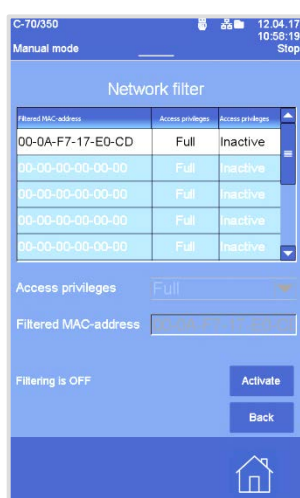 C-70/350
12.04.17
10:58:19
Manual mode
Stop
Network filter
Filtered MAC-address Access privileges Access privileges
00-0A-F7-17-E0-CD Full Inactive
00-00-00-00-00-00 Full Inactive
00-00-00-00-00-00 Full Inactive
00-00-00-00-00-00 Full Inactive
00-00-00-00-00-00 Full Inactive
Access privileges Full
Filtered MAC-address
Filtering is OFF
Activate
Back